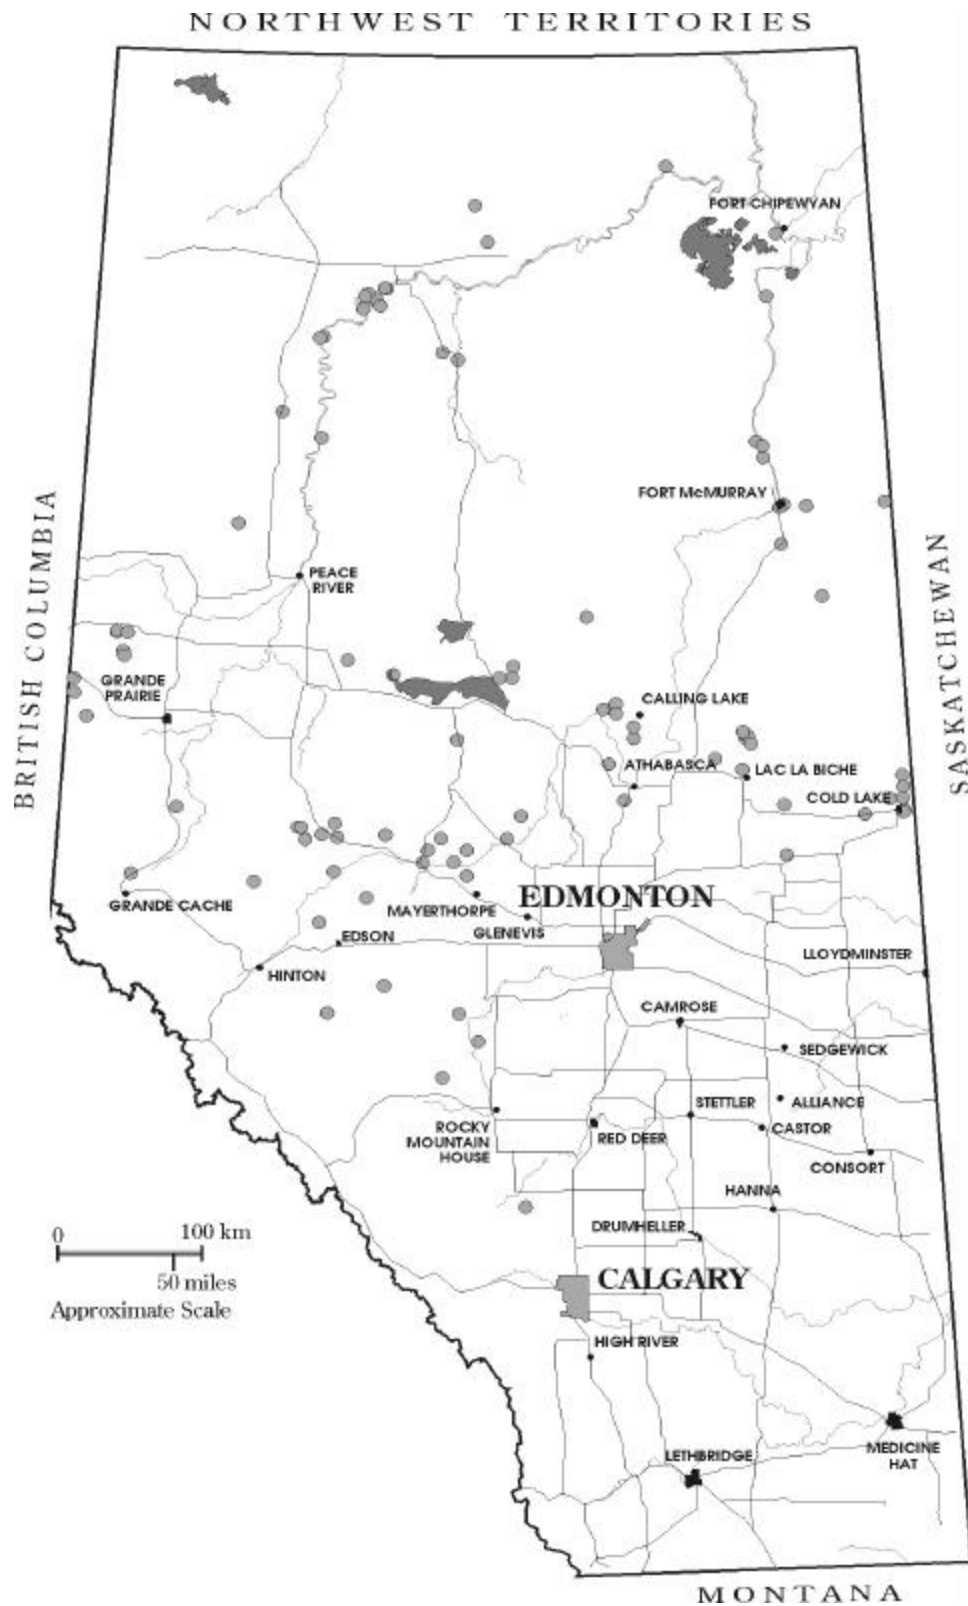 NORTHWEST TERRITORIES
FORT CHIPEWYAN
FORT McMURRAY
BRITISH COLUMBIA
SASKATCHEWAN
PEACE
RIVER
GRANDE
PRAIRIE
CALLING LAKE
ATHABASCA
LAC LA BICHE
COLD LAKE
GRANDE CACHE
MAYERTHORPE
EDMONTON
GLENEVIS
EDSON
HINTON
LLOYDMINSTER
CAMROSE
SEDGEWICK
STETTLER
ALLIANCE
ROCKY
MOUNTAIN
HOUSE
RED DEER
CASTOR
CONSORT
HANNA
DRUMHELLER
0 100 km
50 miles
Approximate Scale
CALGARY
HIGH RIVER
LETHBRIDGE
MEDICINE
HAT
MONTANA